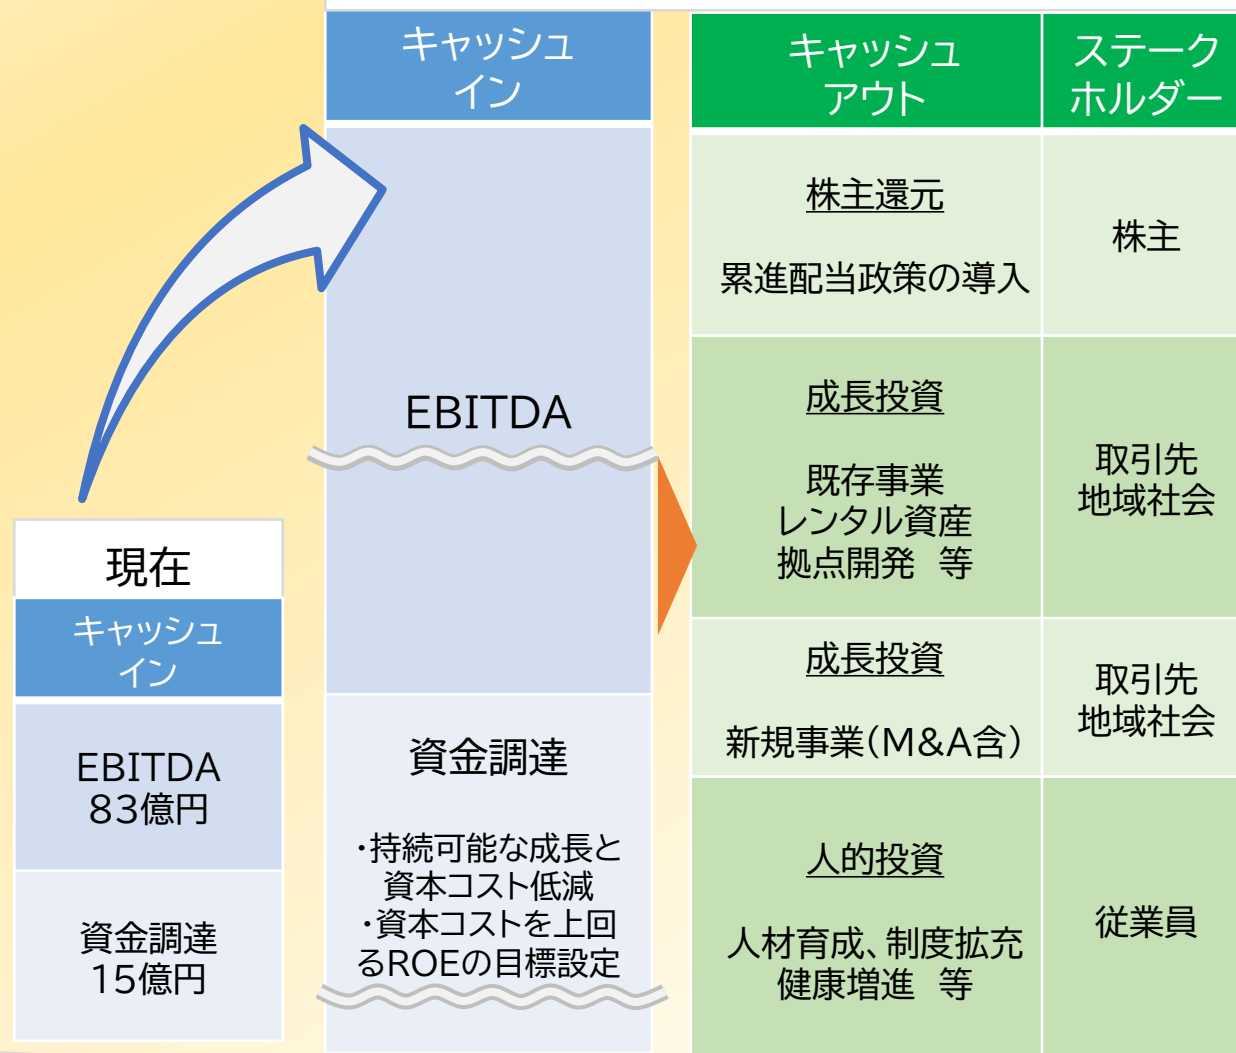 現在
キャッシュ
イン
EBITDA
83億円
資金調達
15億円
キャッシュ
イン
EBITDA
資金調達
・持続可能な成長と
資本コスト低減
・資本コストを上回
るROEの目標設定
キャッシュ
アウト
ステーク
ホルダー
株主還元
累進配当政策の導入
株主
成長投資
既存事業
レンタル資産
拠点開発　等
取引先
地域社会
成長投資
新規事業(M&A含)
取引先
地域社会
人的投資
人材育成、制度拡充
健康増進　等
従業員